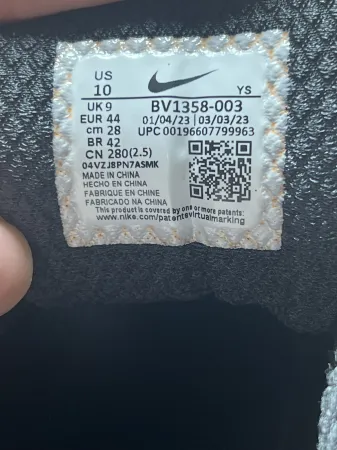 US
10
YS
UK 9
EUR 44
cm 28
BR 42
CN 280(2.5)
BV1358-003
01/04/23 | 03/03/23
UPC 00196607799963
04VZJ8PN7ASMK
MADE IN CHINA
HECHO EN CHINA
FABRIQUE EN CHINE
FABRICADO NA CHINA
This product is covered by one or more patents:
www.nike.com/patentevirtualmarking